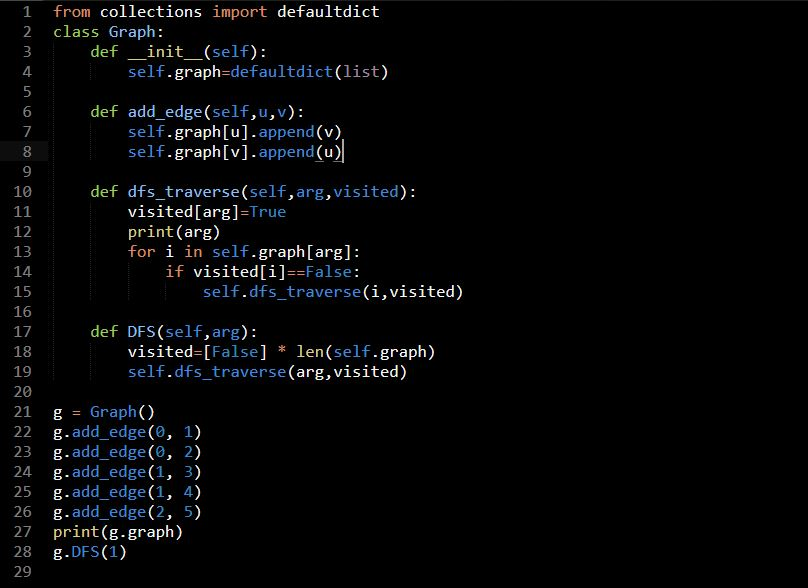 1 from collections import defaultdict
2 class Graph:
3     def __init__(self):
4         self.graph=defaultdict(list)
5
6     def add_edge(self,u,v):
7         self.graph[u].append(v)
8         self.graph[v].append(u)
9
10     def dfs_traverse(self,arg,visited):
11         visited[arg]=True
12         print(arg)
13         for i in self.graph[arg]:
14             if visited[i]==False:
15                 self.dfs_traverse(i,visited)
16
17     def DFS(self,arg):
18         visited=[False] * len(self.graph)
19         self.dfs_traverse(arg,visited)
20
21 g = Graph()
22 g.add_edge(0, 1)
23 g.add_edge(0, 2)
24 g.add_edge(1, 3)
25 g.add_edge(1, 4)
26 g.add_edge(2, 5)
27 print(g.graph)
28 g.DFS(1)
29